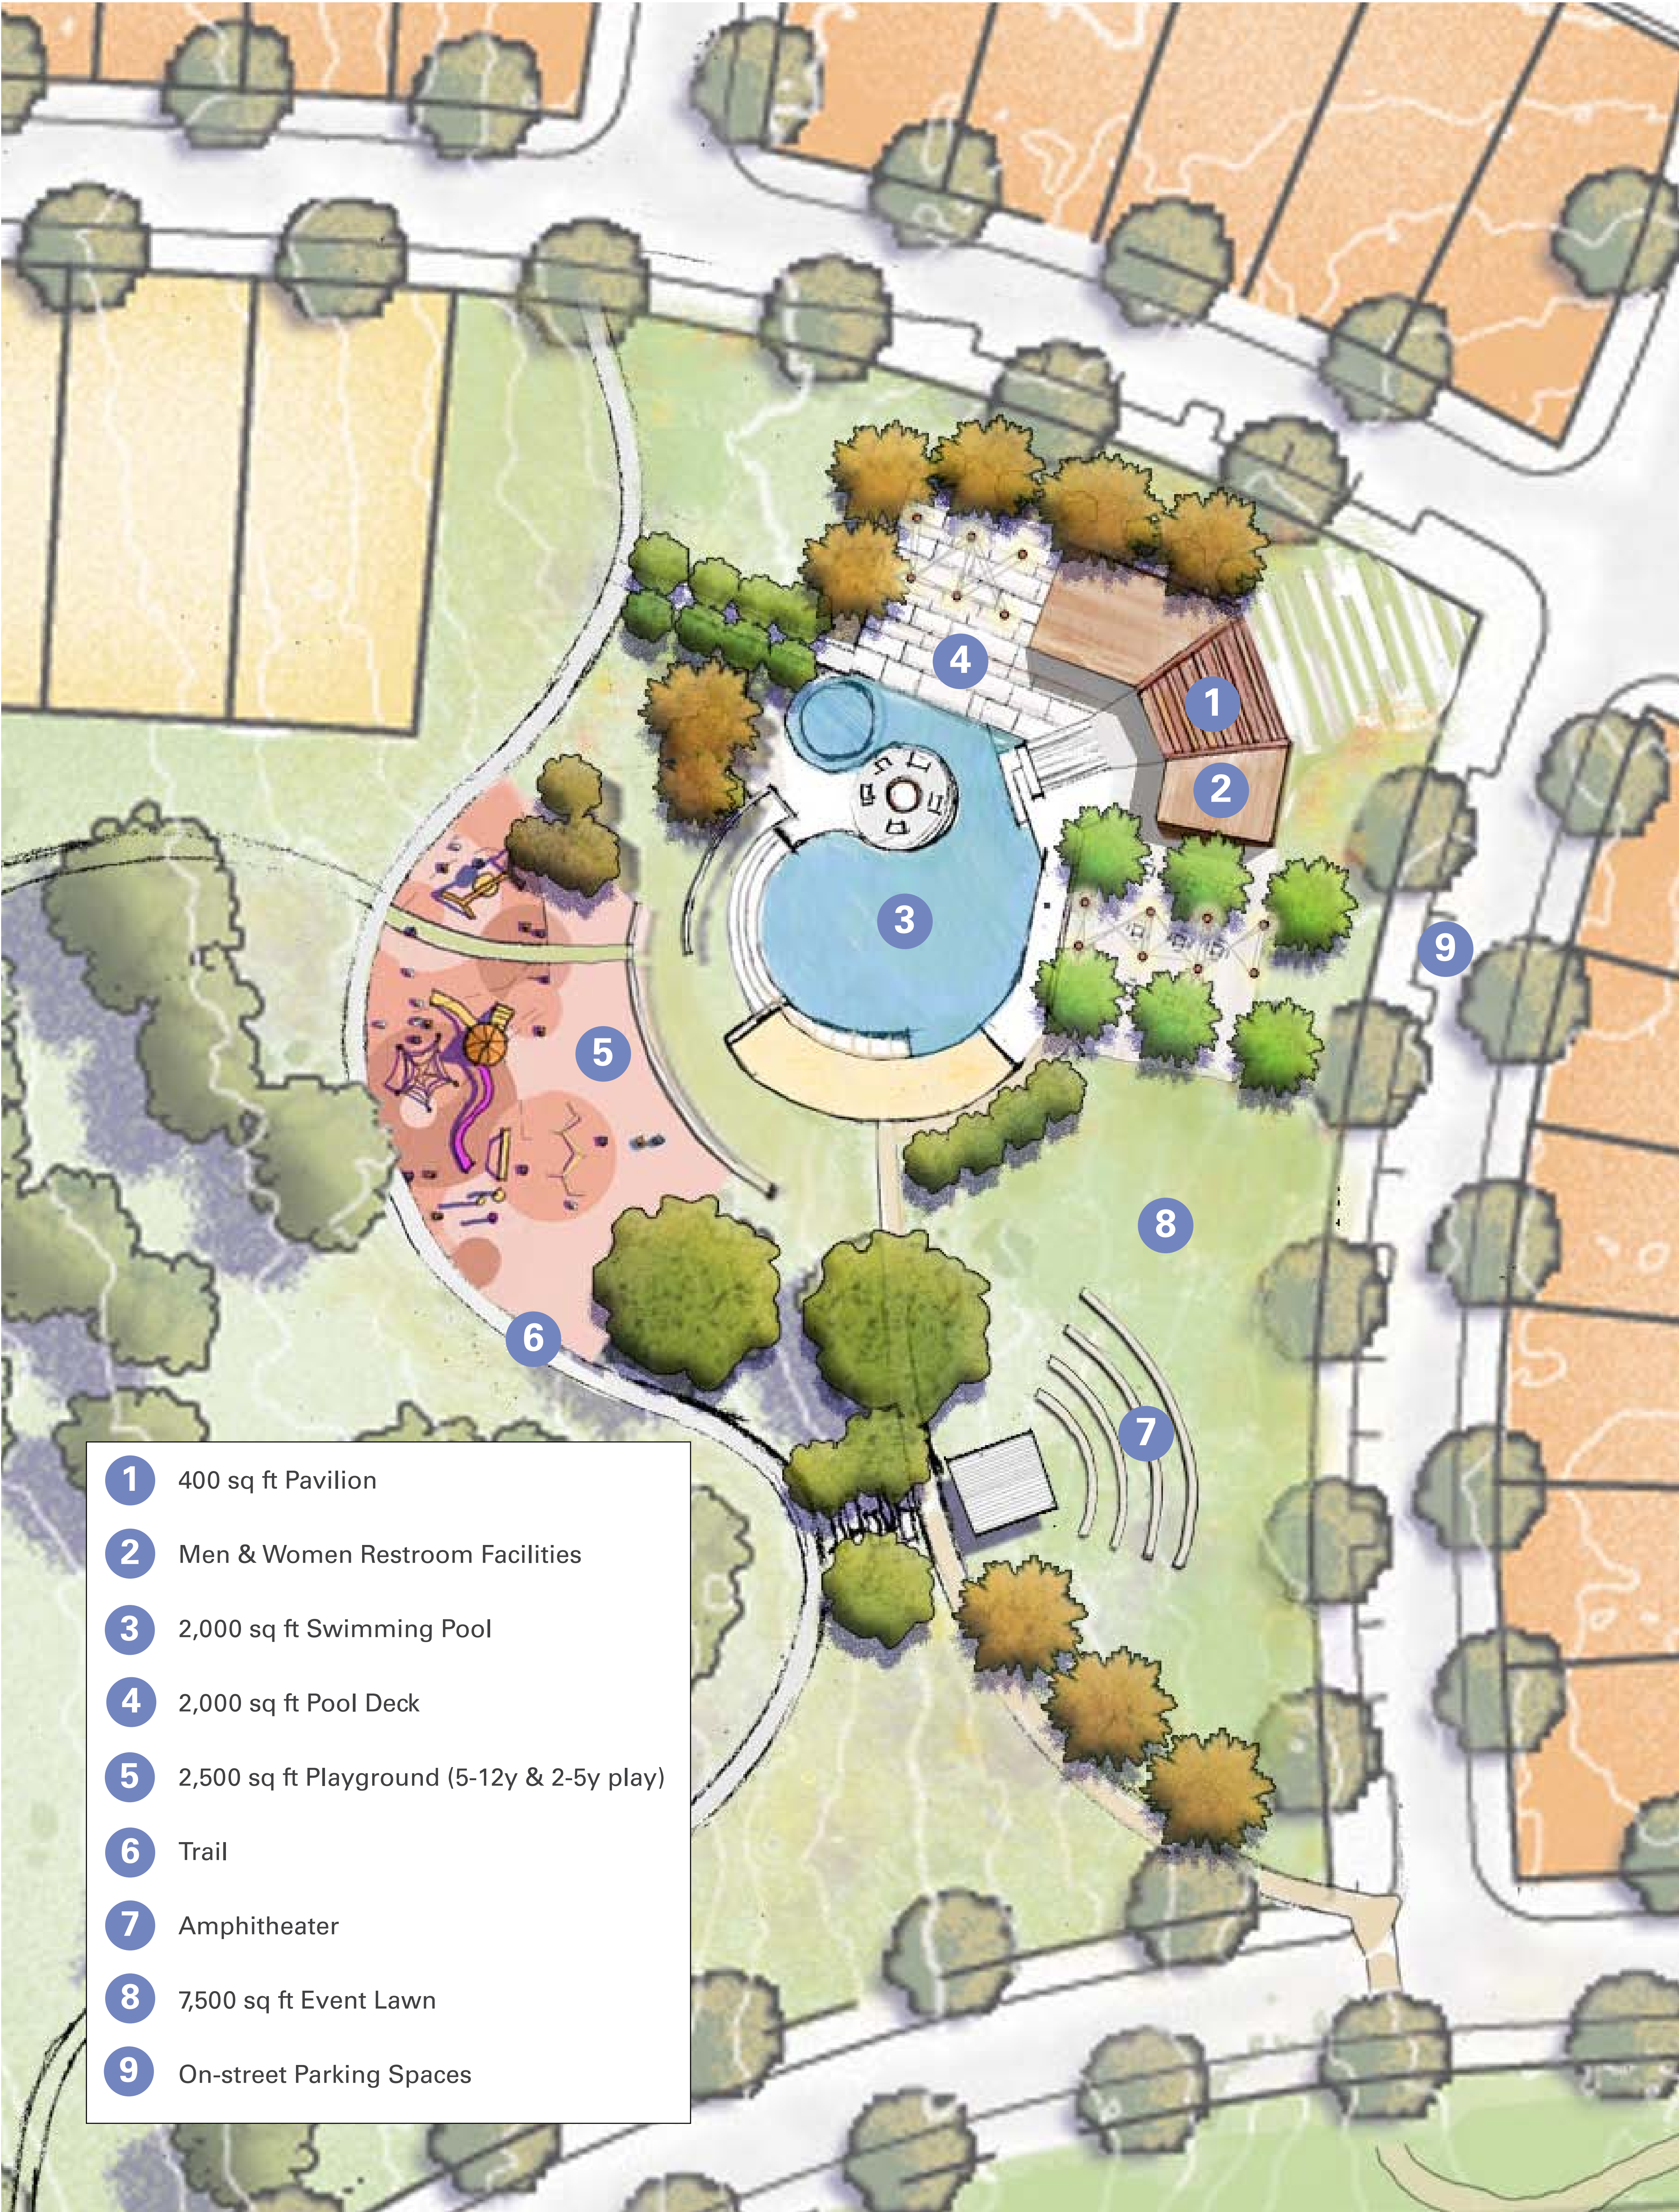 4
1
2
3
9
5
8
6
7
1 400 sq ft Pavilion
2 Men & Women Restroom Facilities
3 2,000 sq ft Swimming Pool
4 2,000 sq ft Pool Deck
5 2,500 sq ft Playground (5-12y & 2-5y play)
6 Trail
7 Amphitheater
8 7,500 sq ft Event Lawn
9 On-street Parking Spaces